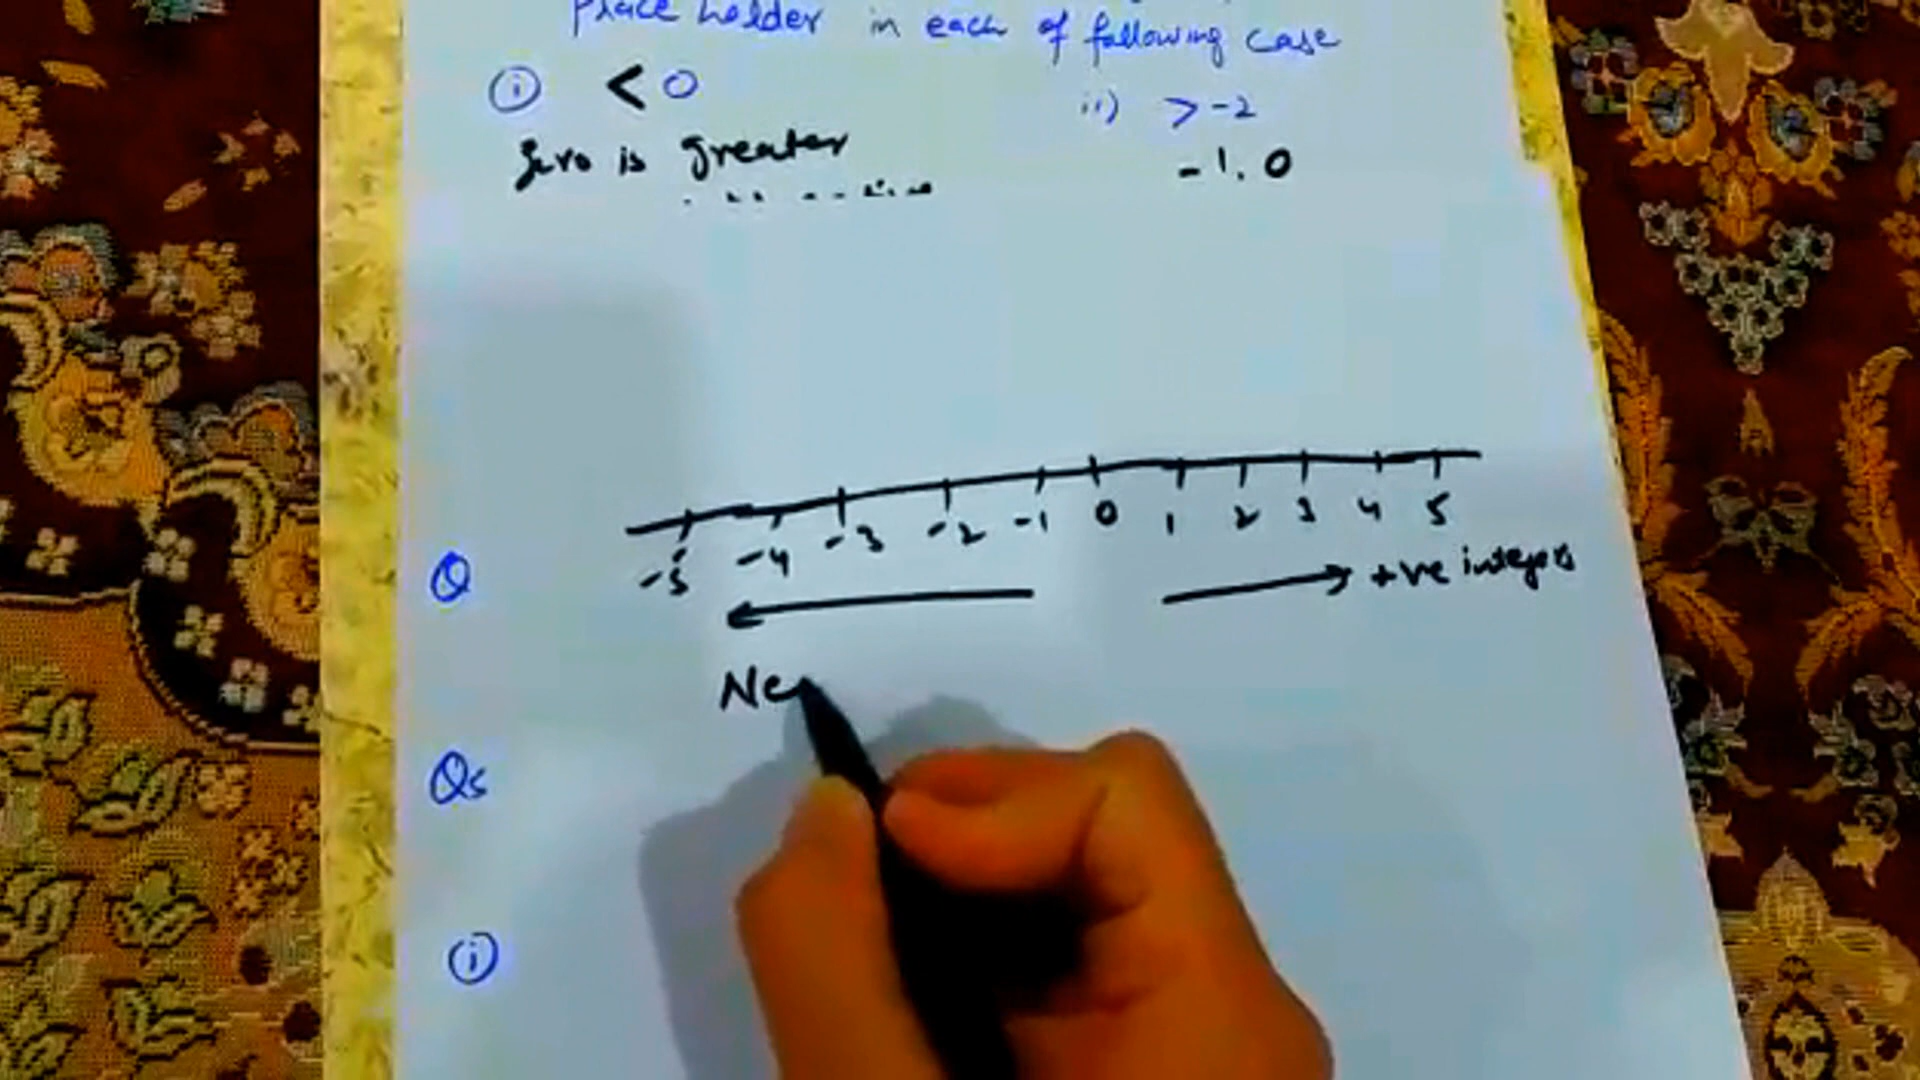 place holder in each of following case
i < 0
ii) > -2
Zero is greater
-1, 0
-5 -4 -3 -2 -1 0 1 2 3 4 5
Q
+ve integers
Ne
Q5
i